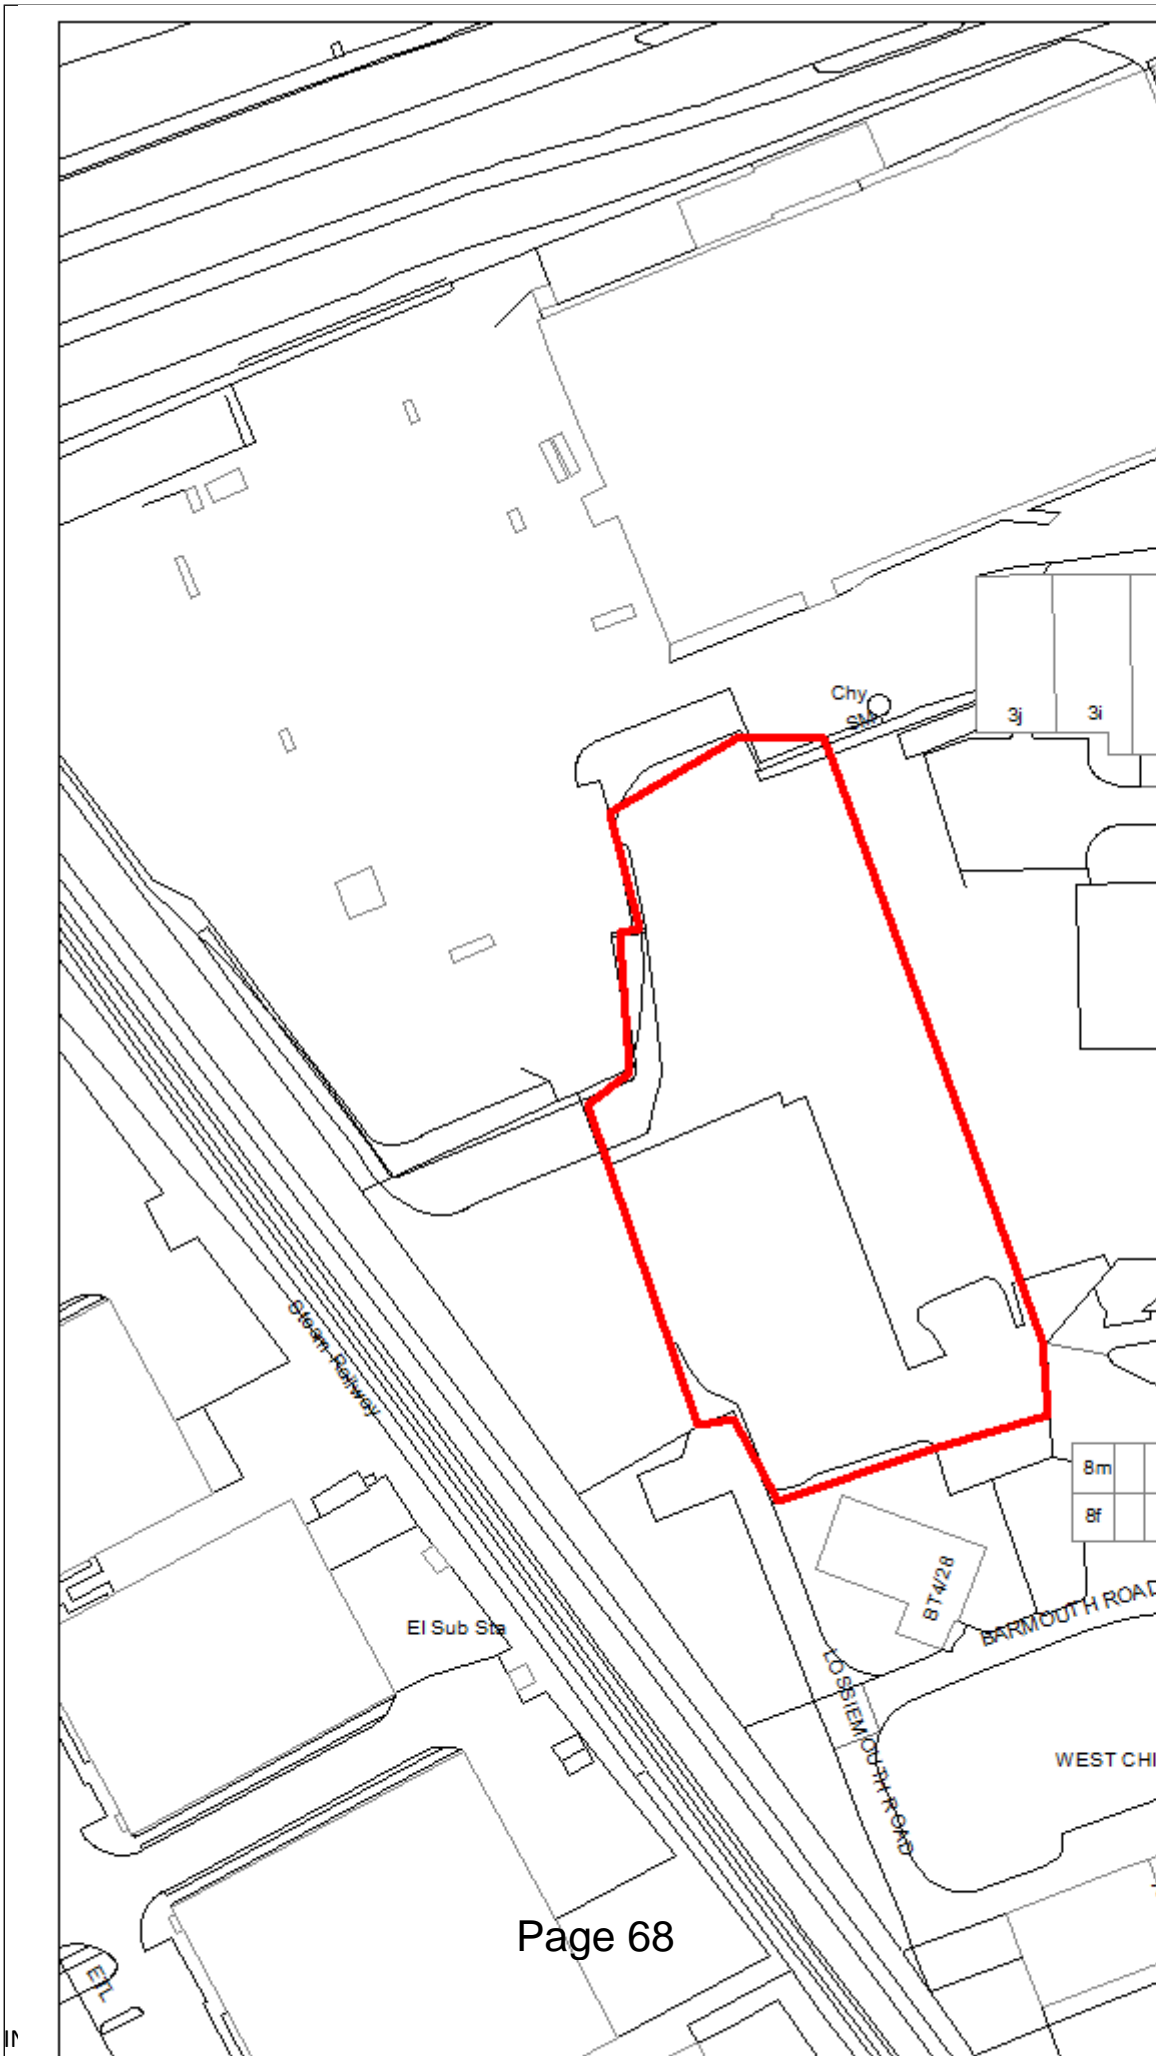 Chy
3j
3i
Steam Railway
8m
8f
BT4/28
El Sub Sta
BARMOUTH ROAD
LOSSIEMOUTH ROAD
WEST CHI
Page 68
ETL